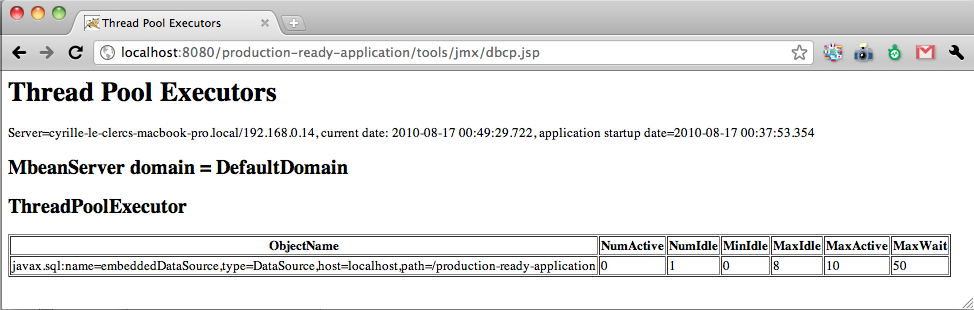 Thread Pool Executors
localhost:8080/production-ready-application/tools/jmx/dbcp.jsp
Thread Pool Executors
Server=cyrille-le-clercs-macbook-pro.local/192.168.0.14, current date: 2010-08-17 00:49:29.722, application startup date=2010-08-17 00:37:53.354
MbeanServer domain = DefaultDomain
ThreadPoolExecutor
ObjectName NumActive NumIdle MinIdle MaxIdle MaxActive MaxWait
javax.sql:name=embeddedDataSource,type=DataSource,host=localhost,path=/production-ready-application 0 1 0 8 10 50